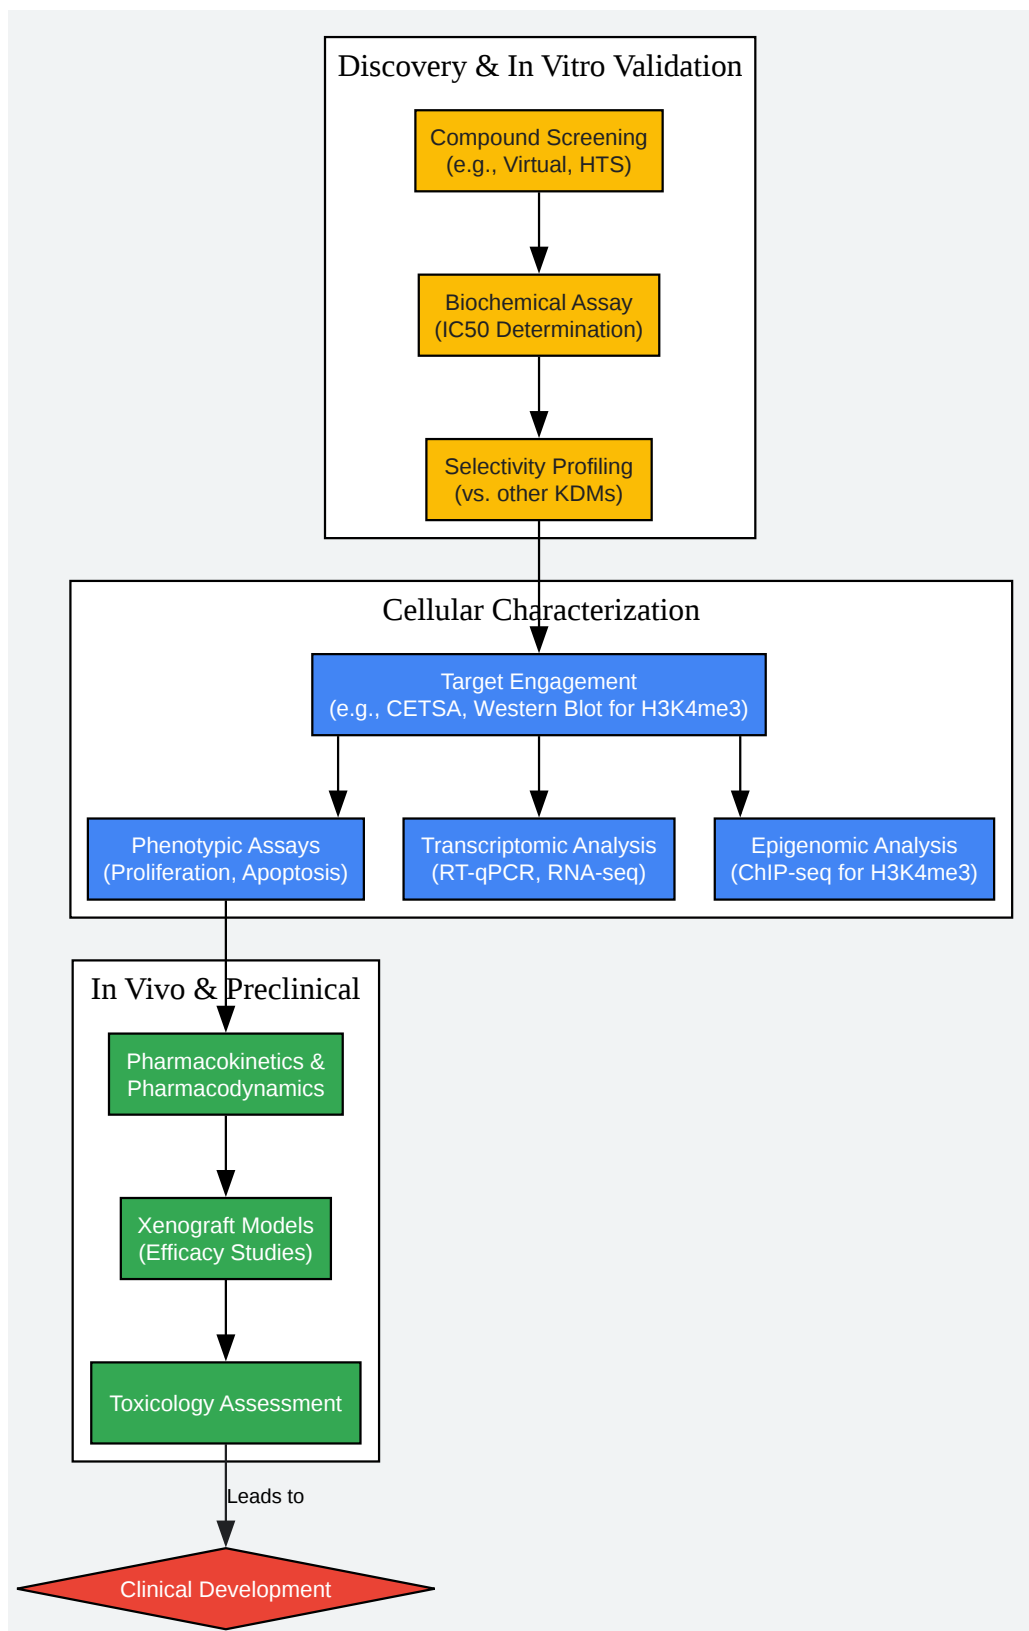 Discovery & In Vitro Validation
Compound Screening
(e.g., Virtual, HTS)
Biochemical Assay
(IC50 Determination)
Selectivity Profiling
(vs. other KDMs)
Cellular Characterization
Target Engagement
(e.g., CETSA, Western Blot for H3K4me3)
Phenotypic Assays
(Proliferation, Apoptosis)
Transcriptomic Analysis
(RT-qPCR, RNA-seq)
Epigenomic Analysis
(ChIP-seq for H3K4me3)
In Vivo & Preclinical
Pharmacokinetics &
Pharmacodynamics
Xenograft Models
(Efficacy Studies)
Toxicology Assessment
Leads to
Clinical Development